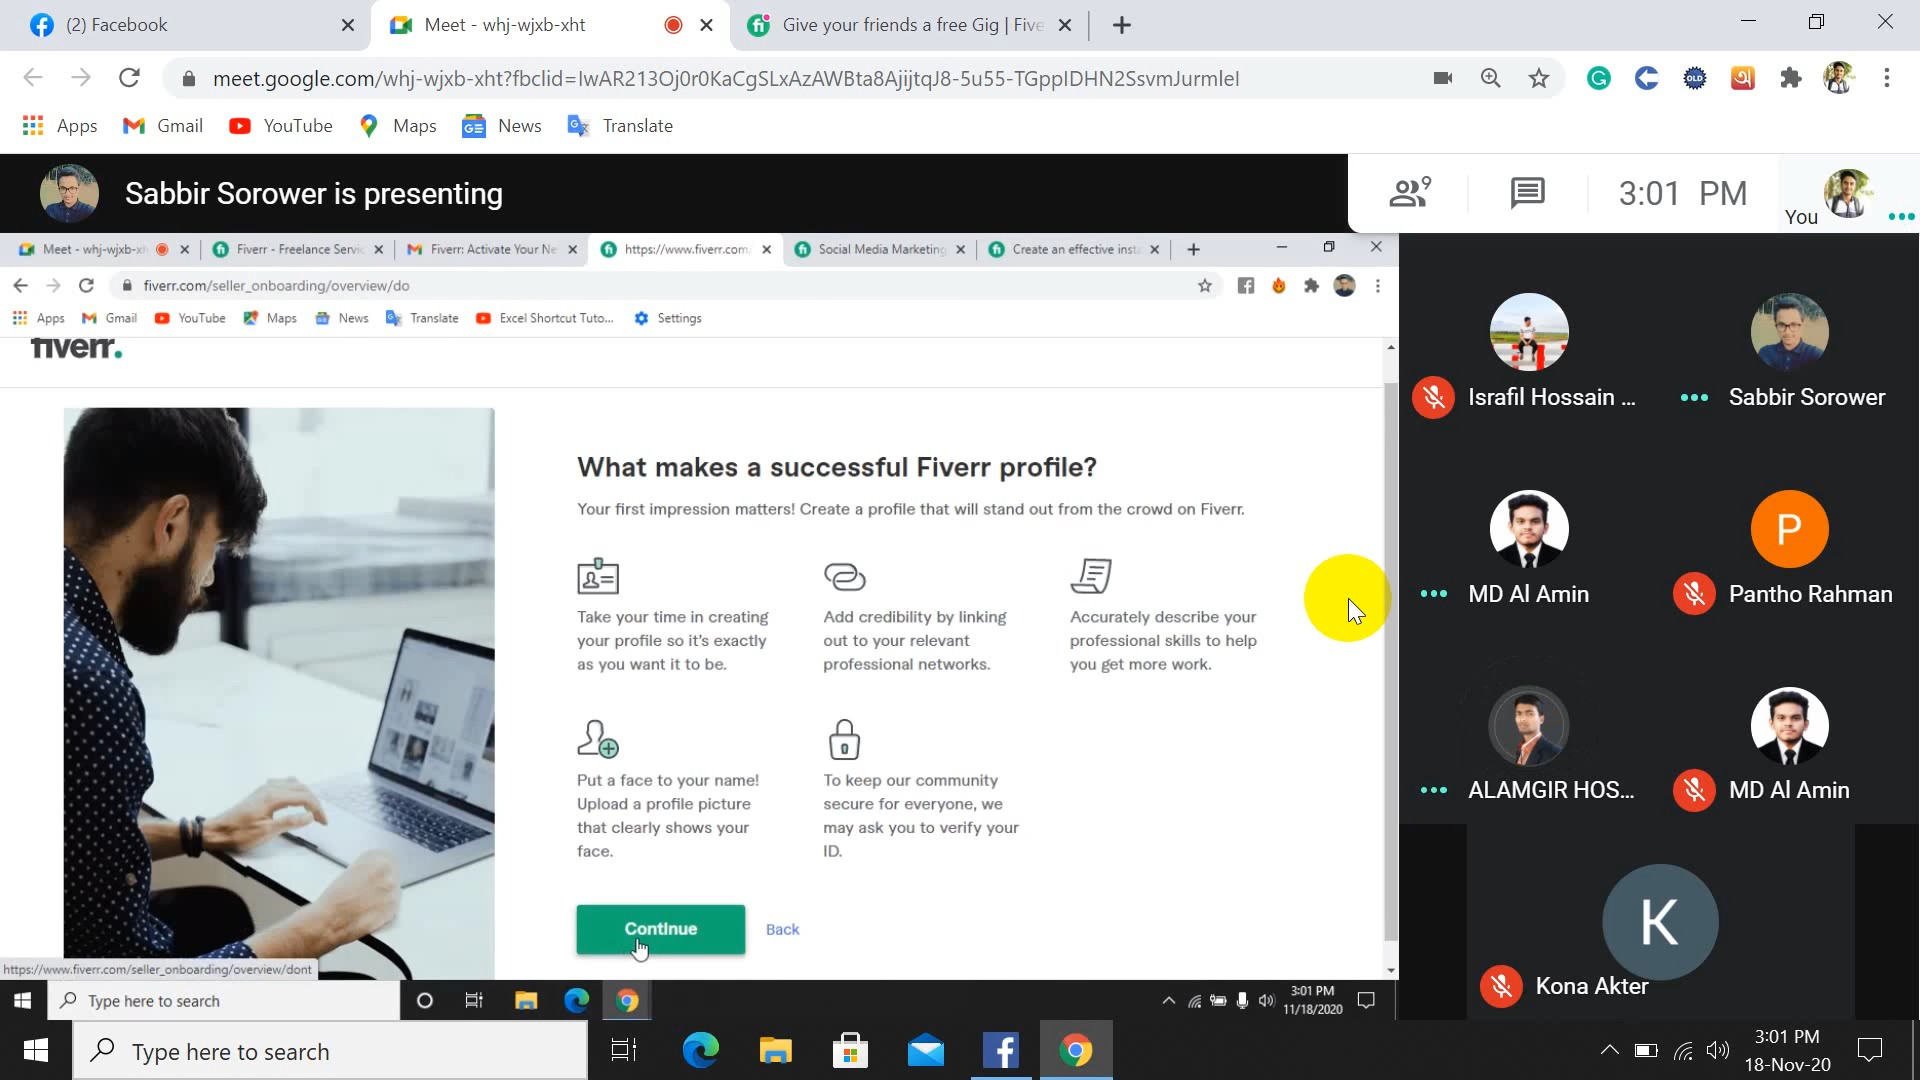 (2) Facebook
Meet - whj-wjxb-xht
Give your friends a free Gig | Five
meet.google.com/whj-wjxb-xht?fbclid=IwAR213Oj0r0KaCgSLxAzAWBta8AjijtqJ8-5u55-TGppIDHN2SsvmJurmleI
OLD
অ
Apps
Gmail
YouTube
Maps
News
Translate
Sabbir Sorower is presenting
9
3:01 PM
You
Meet - whj-wjxb-xh
Fiverr - Freelance Servic
Fiverr: Activate Your Ne
https://www.fiverr.com
Social Media Marketing
Create an effective insta
fiverr.com/seller_onboarding/overview/do
Apps
Gmail
YouTube
Maps
News
Translate
Excel Shortcut Tuto...
Settings
fiverr.
What makes a successful Fiverr profile?
Your first impression matters! Create a profile that will stand out from the crowd on Fiverr.
Take your time in creating
your profile so it's exactly
as you want it to be.
Add credibility by linking
out to your relevant
professional networks.
Accurately describe your
professional skills to help
you get more work.
Put a face to your name!
Upload a profile picture
that clearly shows your
face.
To keep our community
secure for everyone, we
may ask you to verify your
ID.
Continue
Back
https://www.fiverr.com/seller_onboarding/overview/dont
Israfil Hossain ...
Sabbir Sorower
MD Al Amin
P
Pantho Rahman
ALAMGIR HOS...
MD Al Amin
K
Kona Akter
Type here to search
3:01 PM
11/18/2020
Type here to search
3:01 PM
18-Nov-20